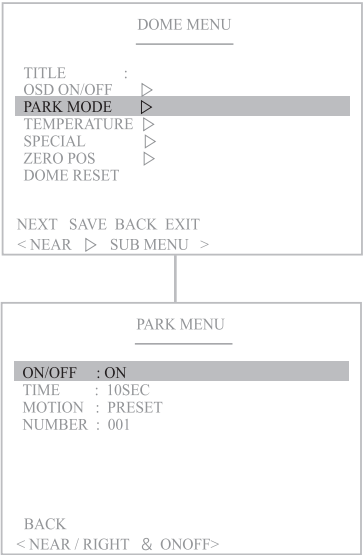 DOME MENU
TITLE :
OSD ON/OFF ▷
PARK MODE ▷
TEMPERATURE ▷
SPECIAL ▷
ZERO POS ▷
DOME RESET
NEXT SAVE BACK EXIT
< NEAR ▷ SUB MENU >
PARK MENU
ON/OFF : ON
TIME : 10SEC
MOTION : PRESET
NUMBER : 001
BACK
< NEAR / RIGHT & ONOFF>